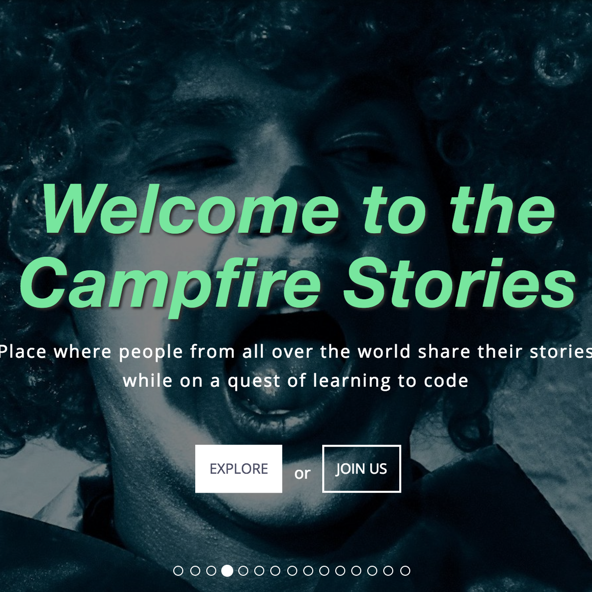 Welcome to the
Campfire Stories
Place where people from all over the world share their stories
while on a quest of learning to code
EXPLORE
or
JOIN US